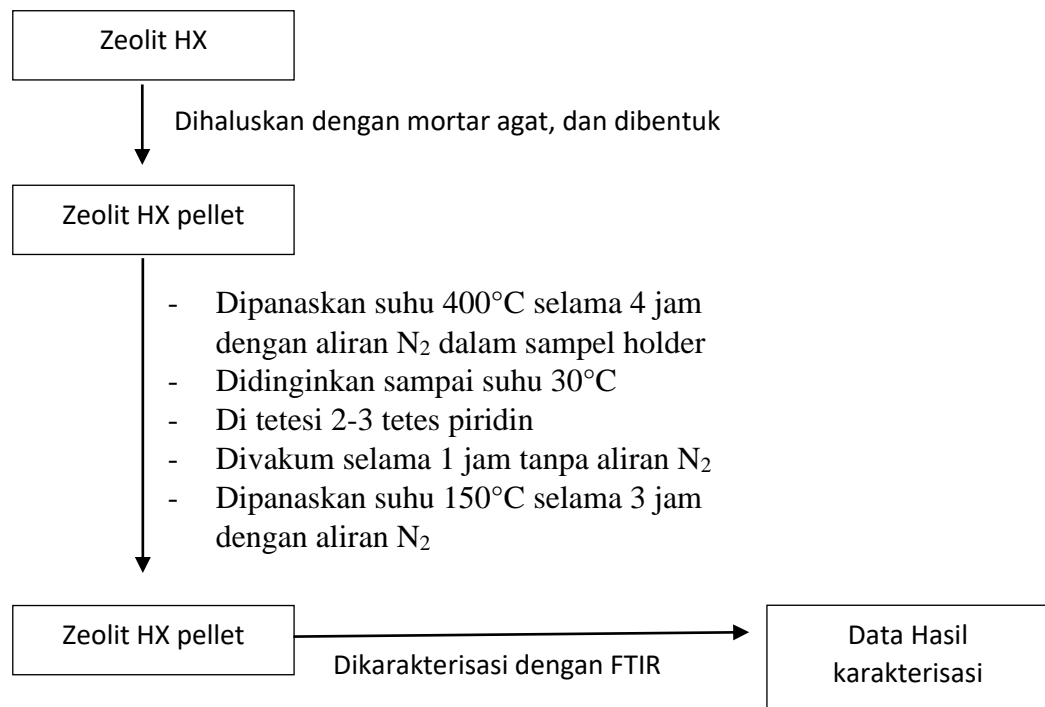 Zeolit HX
Dihaluskan dengan mortar agat, dan dibentuk
Zeolit HX pellet
- Dipanaskan suhu 400°C selama 4 jam
dengan aliran N₂ dalam sampel holder
- Didinginkan sampai suhu 30°C
- Di tetesi 2-3 tetes piridin
- Divakum selama 1 jam tanpa aliran N₂
- Dipanaskan suhu 150°C selama 3 jam
dengan aliran N₂
Zeolit HX pellet
Dikarakterisasi dengan FTIR
Data Hasil
karakterisasi